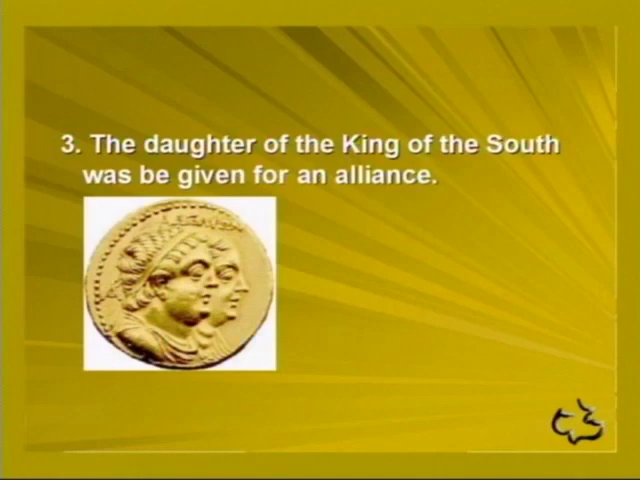 3. The daughter of the King of the South
was be given for an alliance.